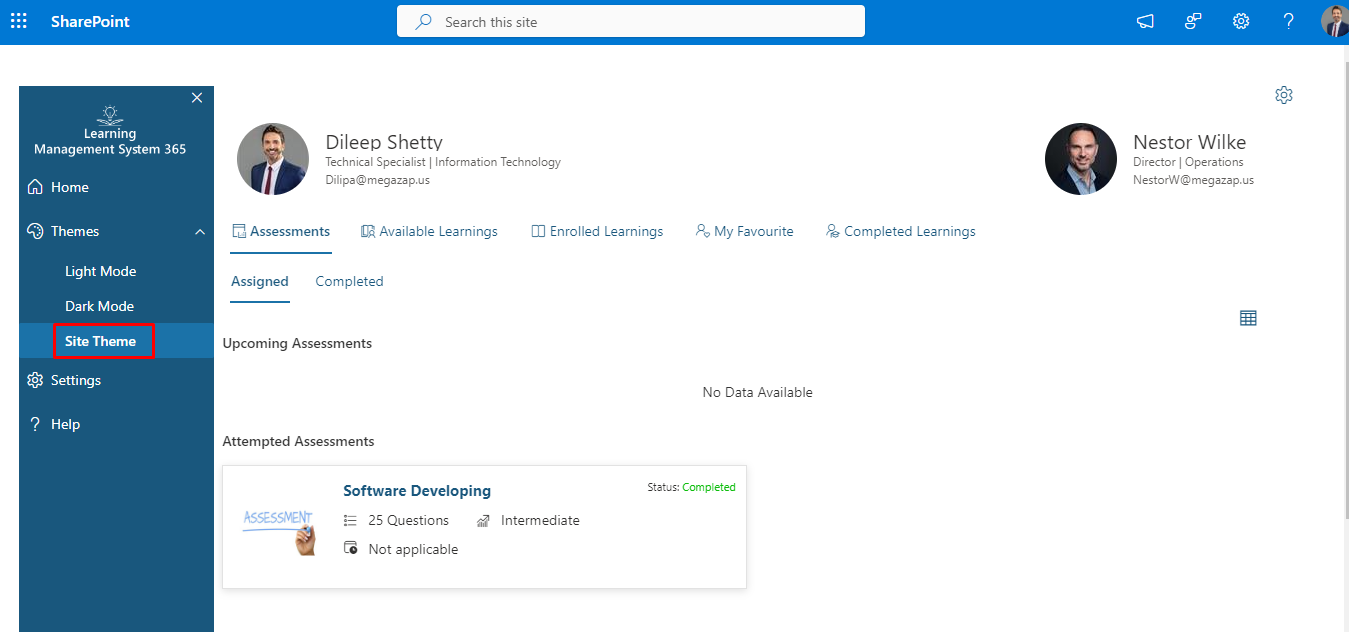 SharePoint
Search this site
Learning
Management System 365
Home
Themes
Light Mode
Dark Mode
Site Theme
Settings
Help
Dileep Shetty
Technical Specialist | Information Technology
Dilipa@megazap.us
Nestor Wilke
Director | Operations
NestorW@megazap.us
Assessments Available Learnings Enrolled Learnings My Favourite Completed Learnings
Assigned Completed
Upcoming Assessments
No Data Available
Attempted Assessments
ASSESSMENT
Software Developing
Status: Completed
25 Questions Intermediate
Not applicable